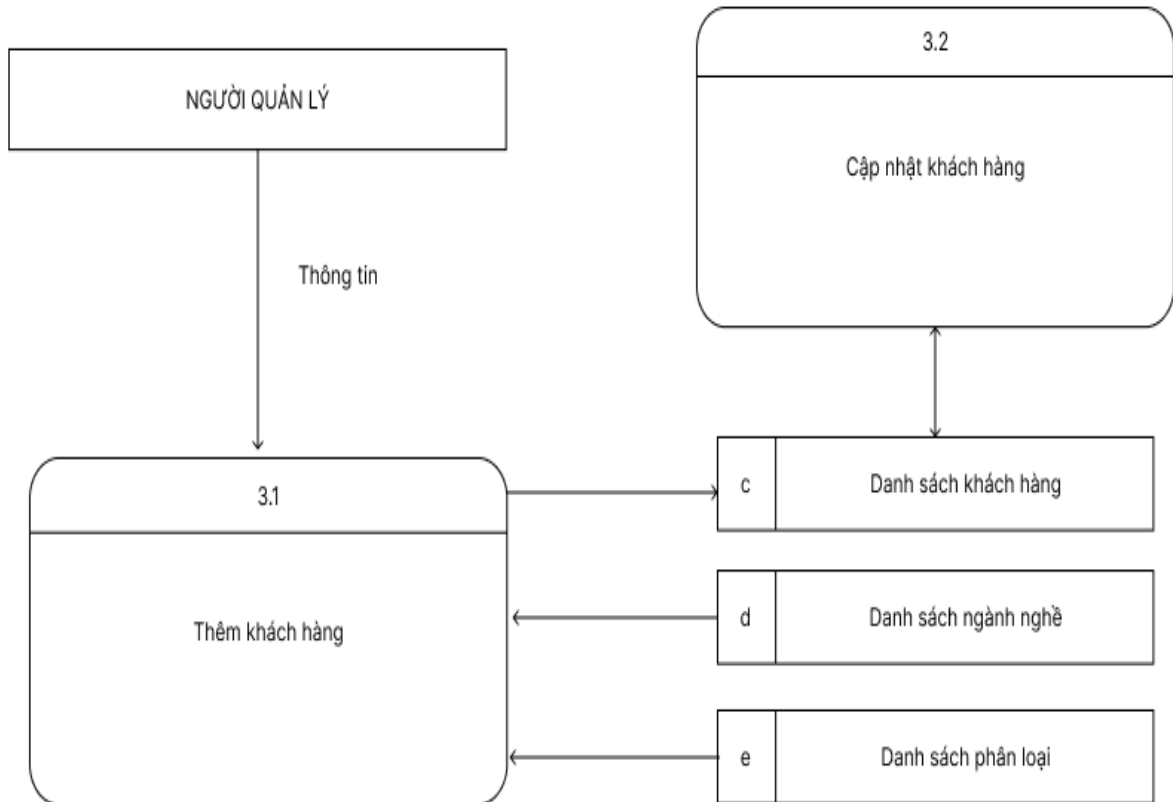 3.2
NGƯỜI QUẢN LÝ
Cập nhật khách hàng
Thông tin
3.1
c
Danh sách khách hàng
Thêm khách hàng
d
Danh sách ngành nghề
e
Danh sách phân loại